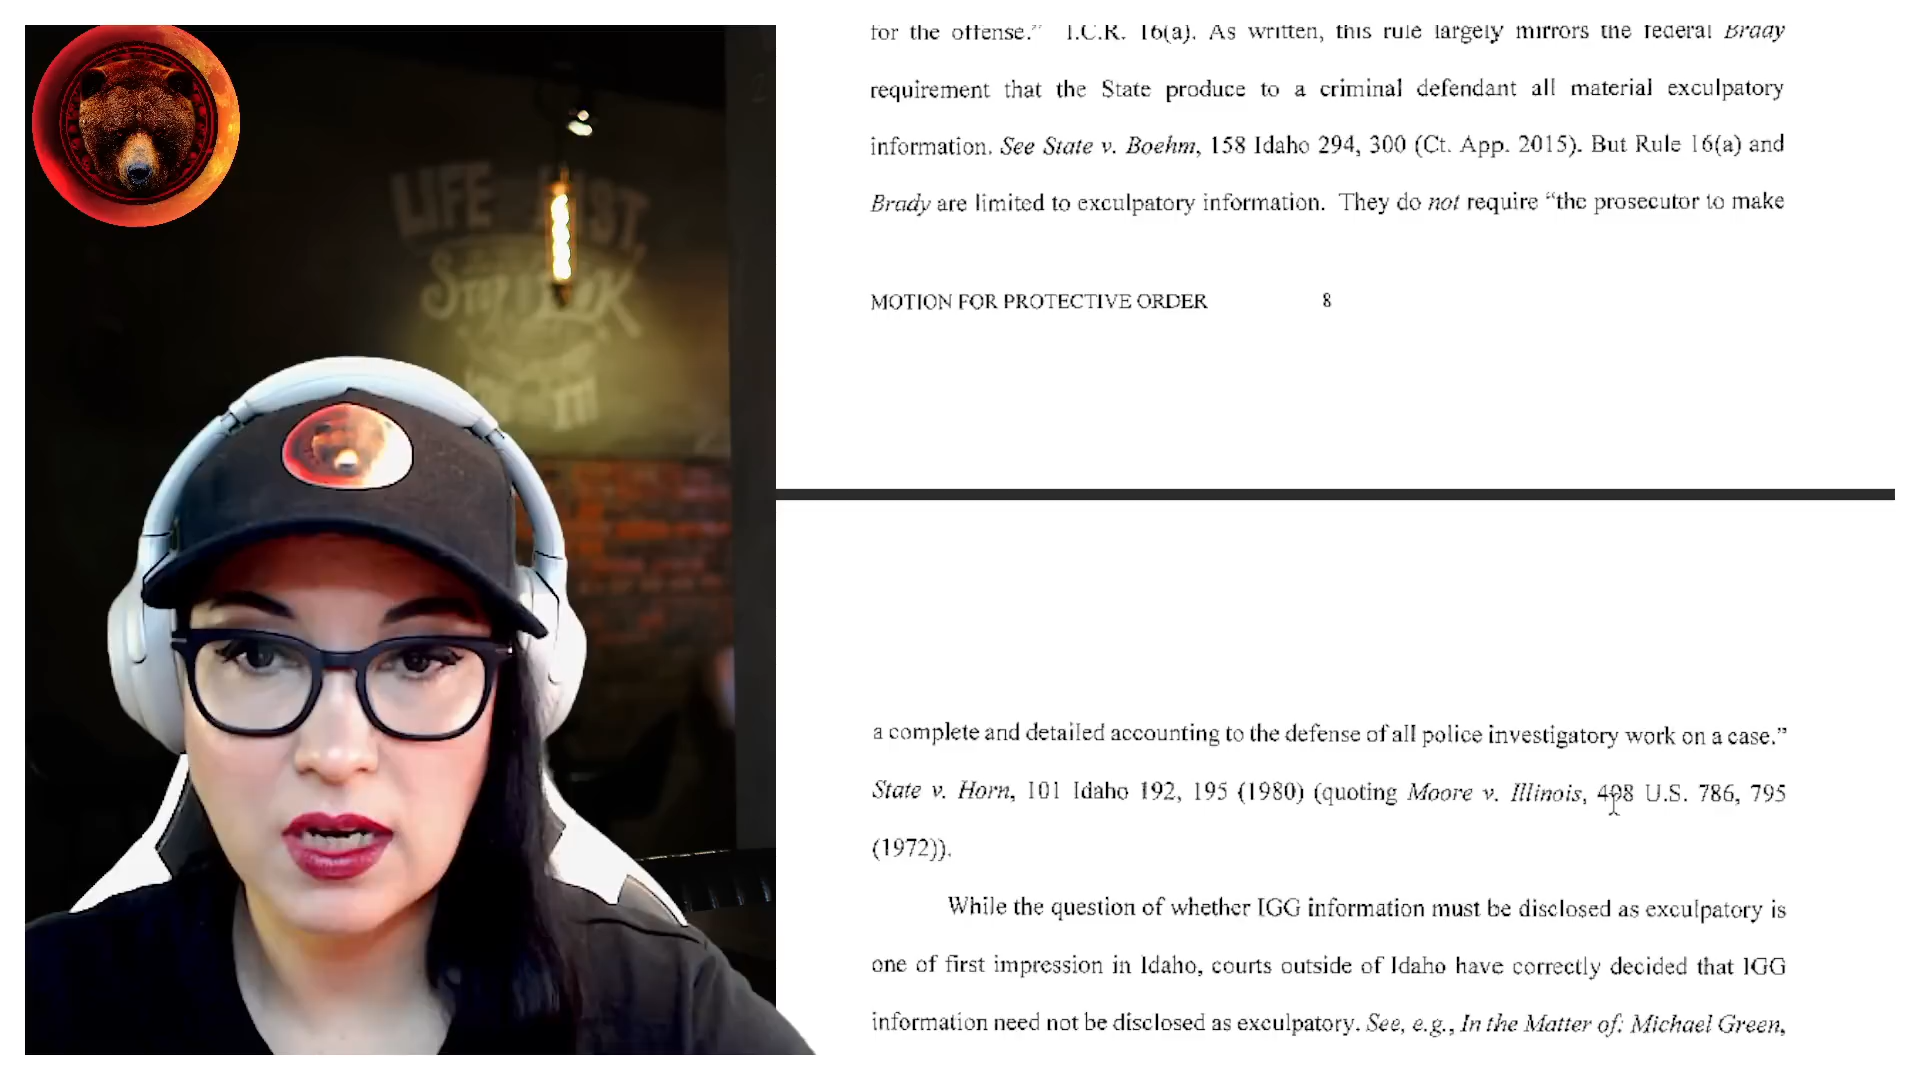 LIFE
for the offense.” I.C.R. 16(a). As written, this rule largely mirrors the federal Brady
requirement that the State produce to a criminal defendant all material exculpatory
information. See State v. Boehm, 158 Idaho 294, 300 (Ct. App. 2015). But Rule 16(a) and
Brady are limited to exculpatory information. They do not require “the prosecutor to make
MOTION FOR PROTECTIVE ORDER 8
a complete and detailed accounting to the defense of all police investigatory work on a case.”
State v. Horn, 101 Idaho 192, 195 (1980) (quoting Moore v. Illinois, 408 U.S. 786, 795
(1972)).
While the question of whether IGG information must be disclosed as exculpatory is
one of first impression in Idaho, courts outside of Idaho have correctly decided that IGG
information need not be disclosed as exculpatory. See, e.g., In the Matter of: Michael Green,